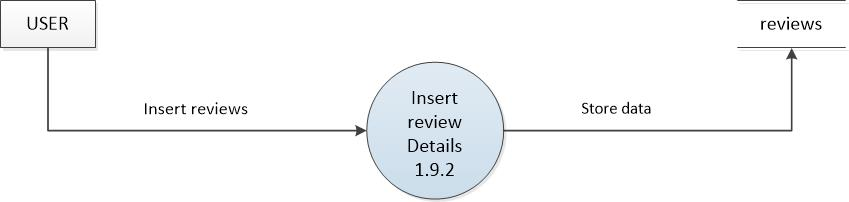 USER
reviews
Insert reviews
Insert
review
Details
1.9.2
Store data